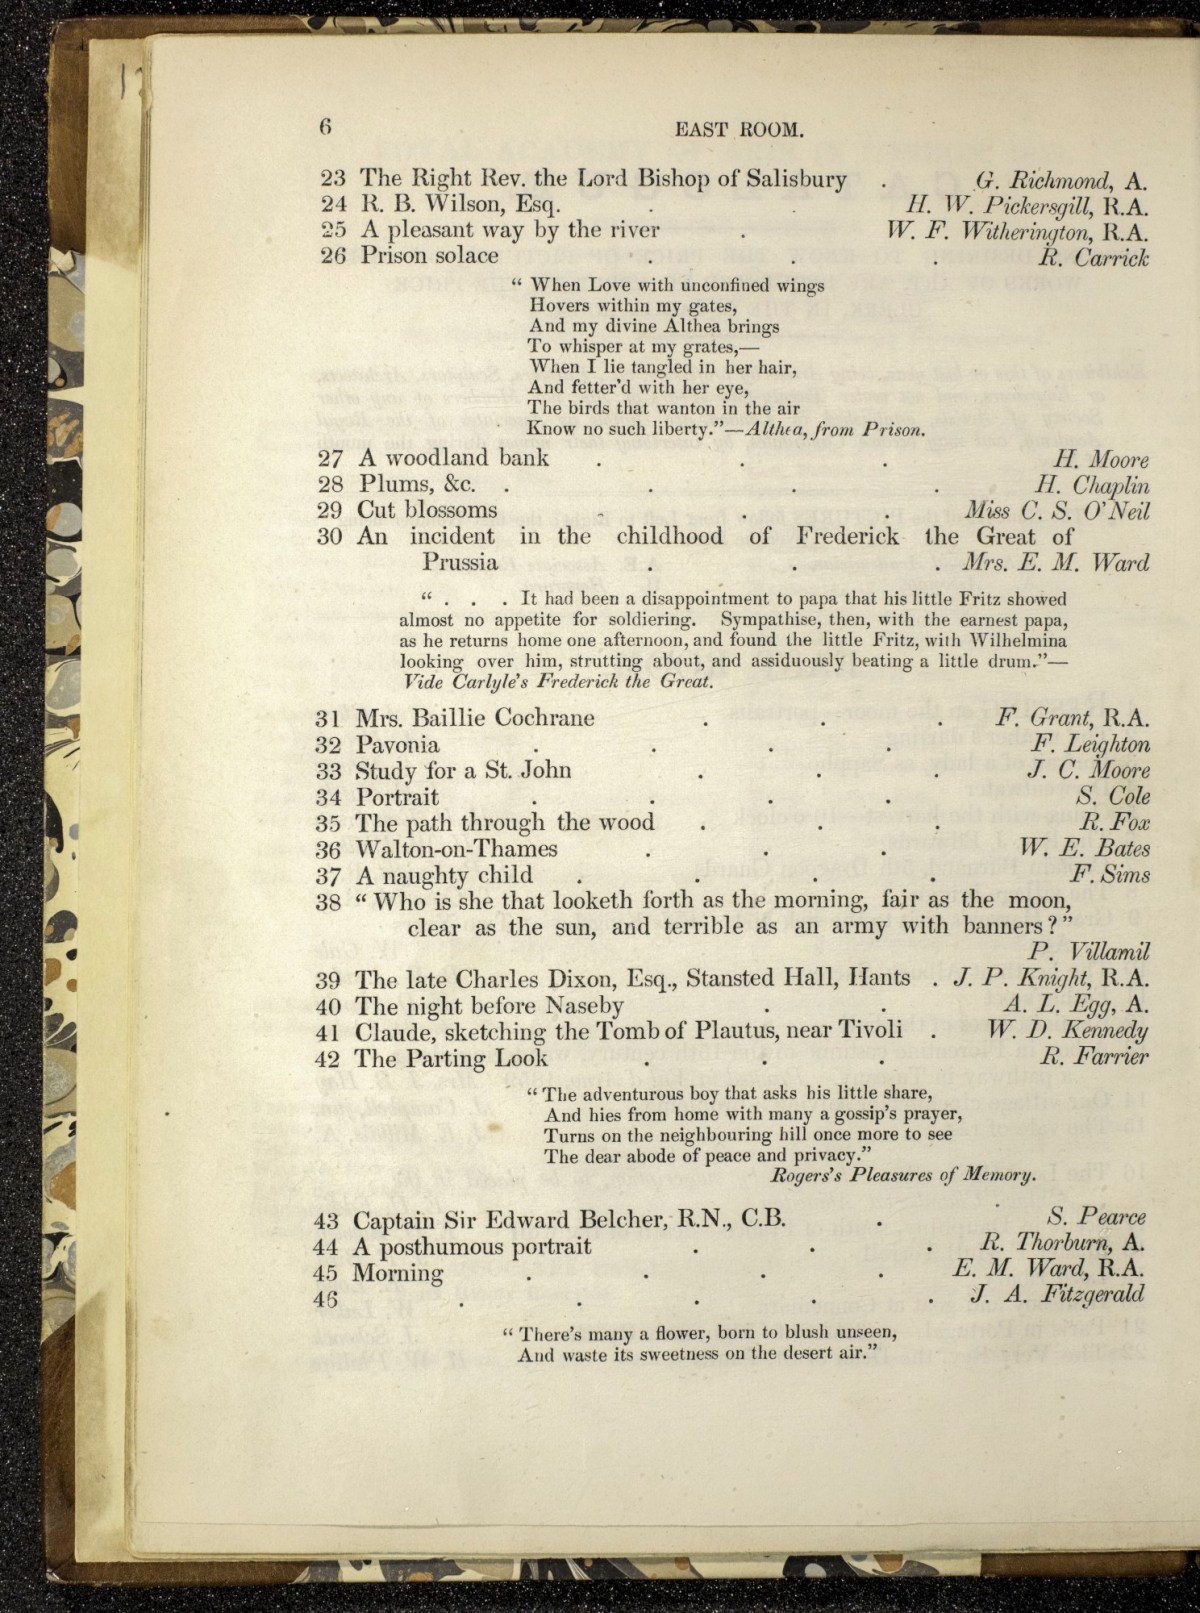 6 EAST ROOM.
23 The Right Rev. the Lord Bishop of Salisbury . G. Richmond, A.
24 R. B. Wilson, Esq. . . H. W. Pickersgill, R.A.
25 A pleasant way by the river . W. F. Witherington, R.A.
26 Prison solace . . . R. Carrick
“ When Love with unconfined wings
Hovers within my gates,
And my divine Althea brings
To whisper at my grates,—
When I lie tangled in her hair,
And fetter’d with her eye,
The birds that wanton in the air
Know no such liberty.”—Althea, from Prison.
27 A woodland bank . . . H. Moore
28 Plums, &c. . . . . H. Chaplin
29 Cut blossoms . . . Miss C. S. O’Neil
30 An incident in the childhood of Frederick the Great of
Prussia . . . Mrs. E. M. Ward
“ . . . It had been a disappointment to papa that his little Fritz showed
almost no appetite for soldiering. Sympathise, then, with the earnest papa,
as he returns home one afternoon, and found the little Fritz, with Wilhelmina
looking over him, strutting about, and assiduously beating a little drum.”—
Vide Carlyle’s Frederick the Great.
31 Mrs. Baillie Cochrane . . . F. Grant, R.A.
32 Pavonia . . . . F. Leighton
33 Study for a St. John . . . J. C. Moore
34 Portrait . . . . S. Cole
35 The path through the wood . . . R. Fox
36 Walton-on-Thames . . . W. E. Bates
37 A naughty child . . . . F. Sims
38 “ Who is she that looketh forth as the morning, fair as the moon,
clear as the sun, and terrible as an army with banners ? ”
P. Villamil
39 The late Charles Dixon, Esq., Stansted Hall, Hants . J. P. Knight, R.A.
40 The night before Naseby . . A. L. Egg, A.
41 Claude, sketching the Tomb of Plautus, near Tivoli . W. D. Kennedy
42 The Parting Look . . . R. Farrier
“ The adventurous boy that asks his little share,
And hies from home with many a gossip’s prayer,
Turns on the neighbouring hill once more to see
The dear abode of peace and privacy.”
Rogers’s Pleasures of Memory.
43 Captain Sir Edward Belcher, R.N., C.B. . S. Pearce
44 A posthumous portrait . . . R. Thorburn, A.
45 Morning . . . . E. M. Ward, R.A.
46 . . . . . J. A. Fitzgerald
“ There’s many a flower, born to blush unseen,
And waste its sweetness on the desert air.”